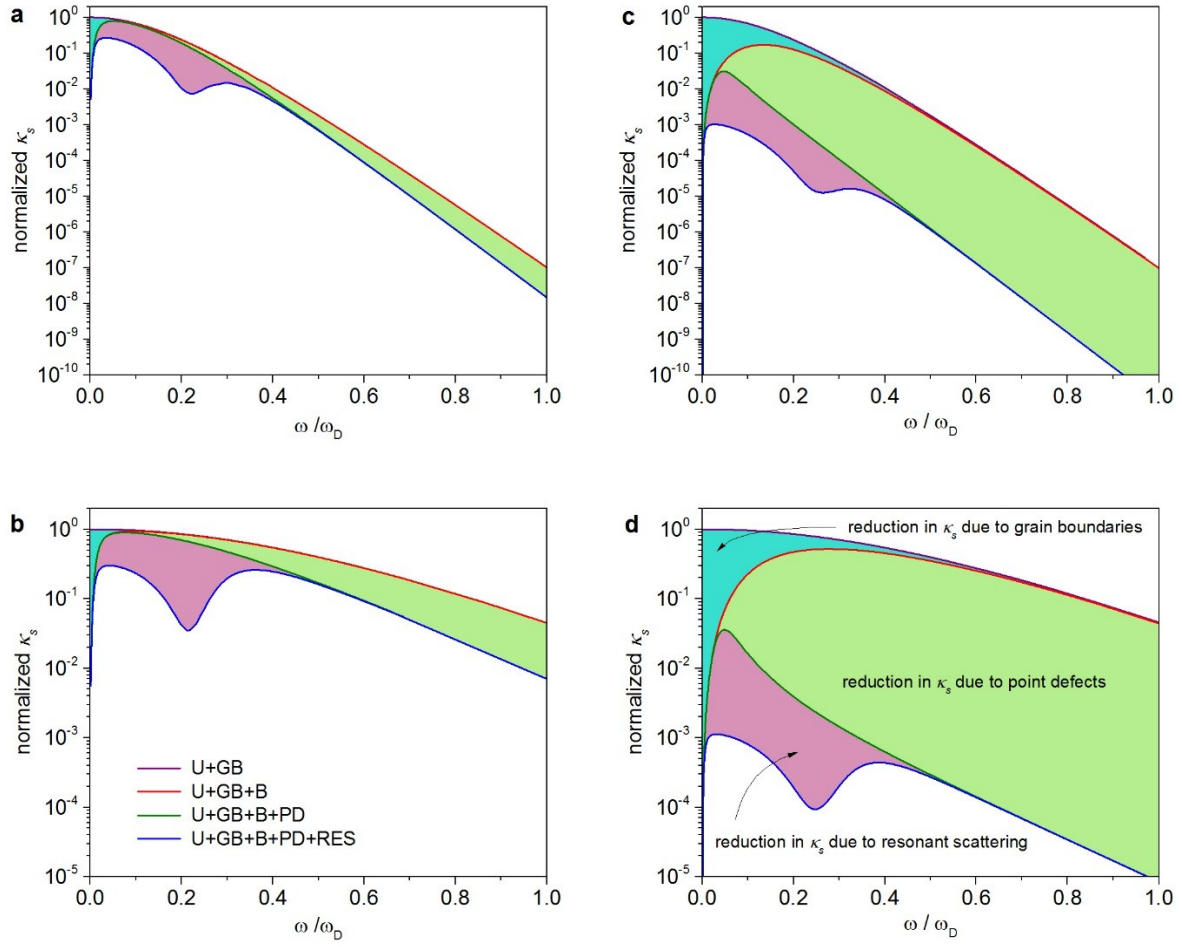 a
normalized κs
10^0
10^-1
10^-2
10^-3
10^-4
10^-5
10^-6
10^-7
10^-8
10^-9
10^-10
0.0 0.2 0.4 0.6 0.8 1.0
ω /ωD
c
normalized κs
10^0
10^-1
10^-2
10^-3
10^-4
10^-5
10^-6
10^-7
10^-8
10^-9
10^-10
0.0 0.2 0.4 0.6 0.8 1.0
ω /ωD
b
normalized κs
10^0
10^-1
10^-2
10^-3
10^-4
10^-5
U+GB
U+GB+B
U+GB+B+PD
U+GB+B+PD+RES
0.0 0.2 0.4 0.6 0.8 1.0
ω /ωD
d
normalized κs
10^0
10^-1
10^-2
10^-3
10^-4
10^-5
reduction in κs due to grain boundaries
reduction in κs due to point defects
reduction in κs due to resonant scattering
0.0 0.2 0.4 0.6 0.8 1.0
ω /ωD